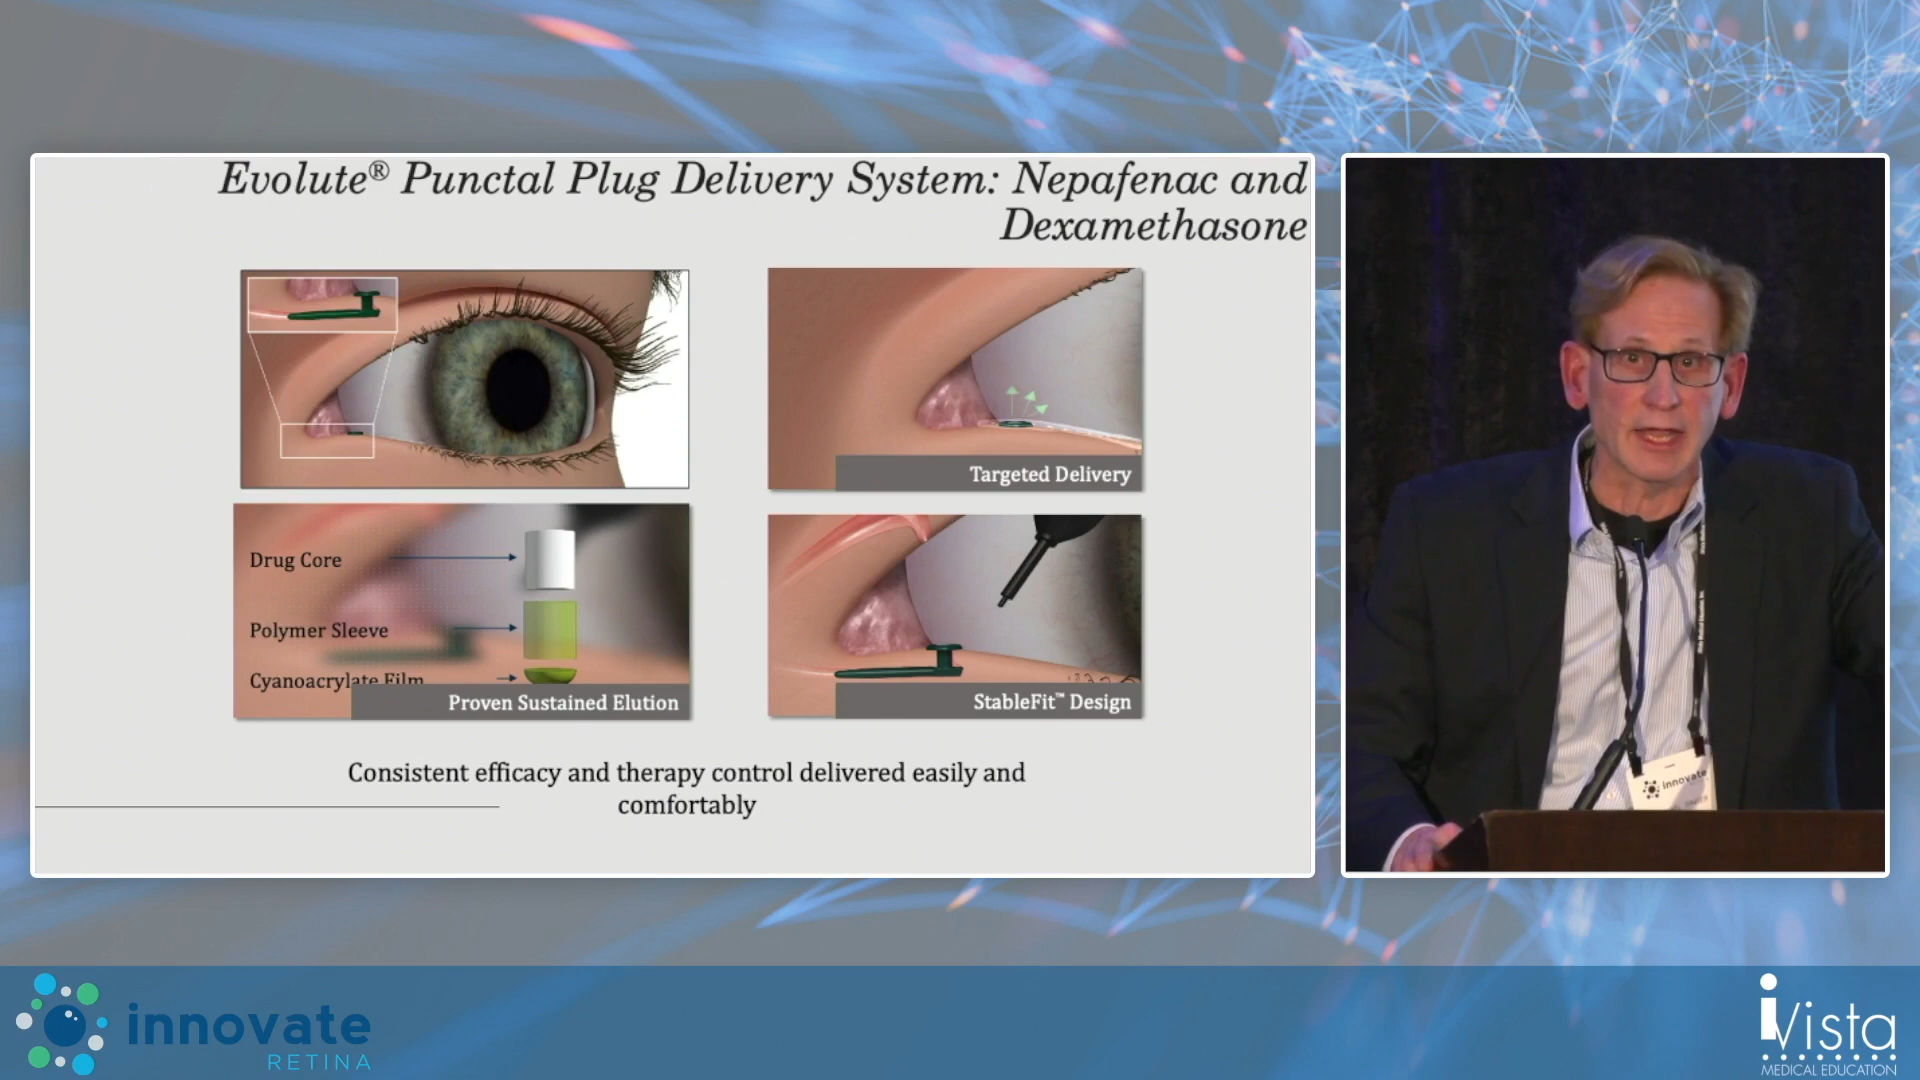 Evolute® Punctal Plug Delivery System: Nepafenac and
Dexamethasone
Targeted Delivery
Drug Core
Polymer Sleeve
Cyanoacrylate Film
Proven Sustained Elution
StableFit™ Design
Consistent efficacy and therapy control delivered easily and
comfortably
innovate
innovate
RETINA
iVista
MEDICAL EDUCATION